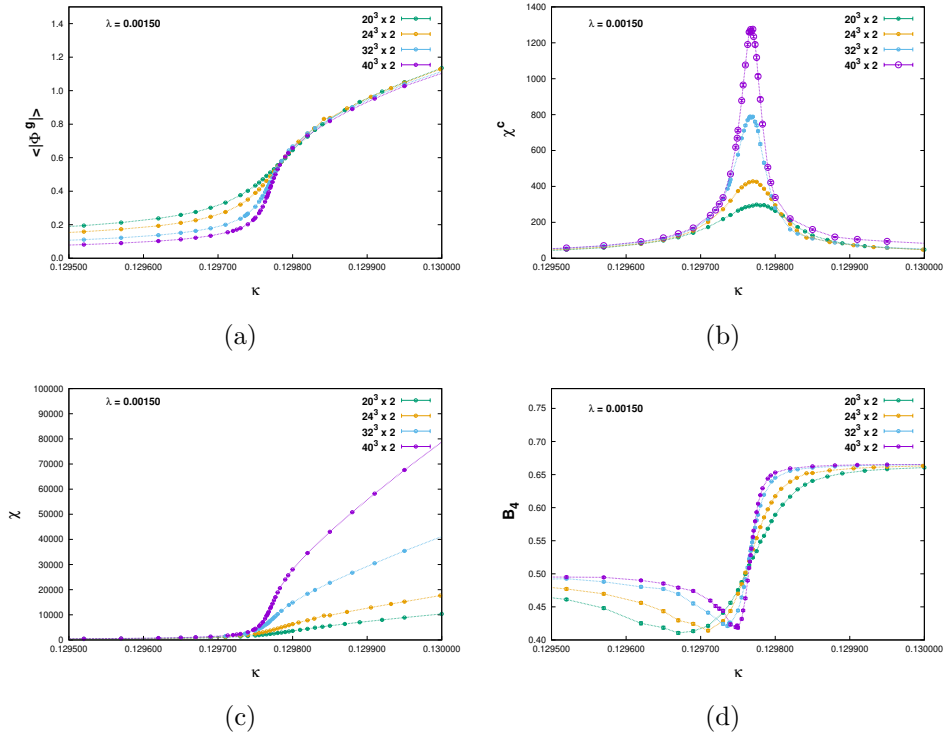 λ = 0.00150
20³ x 2
24³ x 2
32³ x 2
40³ x 2
<|Φᵍ|>
0.0
0.2
0.4
0.6
0.8
1.0
1.2
1.4
0.129500
0.129600
0.129700
0.129800
0.129900
0.130000
κ
(a)
λ = 0.00150
20³ x 2
24³ x 2
32³ x 2
40³ x 2
χᶜ
0
200
400
600
800
1000
1200
1400
0.129500
0.129600
0.129700
0.129800
0.129900
0.130000
κ
(b)
λ = 0.00150
20³ x 2
24³ x 2
32³ x 2
40³ x 2
χ
0
10000
20000
30000
40000
50000
60000
70000
80000
90000
100000
0.129500
0.129600
0.129700
0.129800
0.129900
0.130000
κ
(c)
λ = 0.00150
20³ x 2
24³ x 2
32³ x 2
40³ x 2
B₄
0.40
0.45
0.50
0.55
0.60
0.65
0.70
0.75
0.129500
0.129600
0.129700
0.129800
0.129900
0.130000
κ
(d)